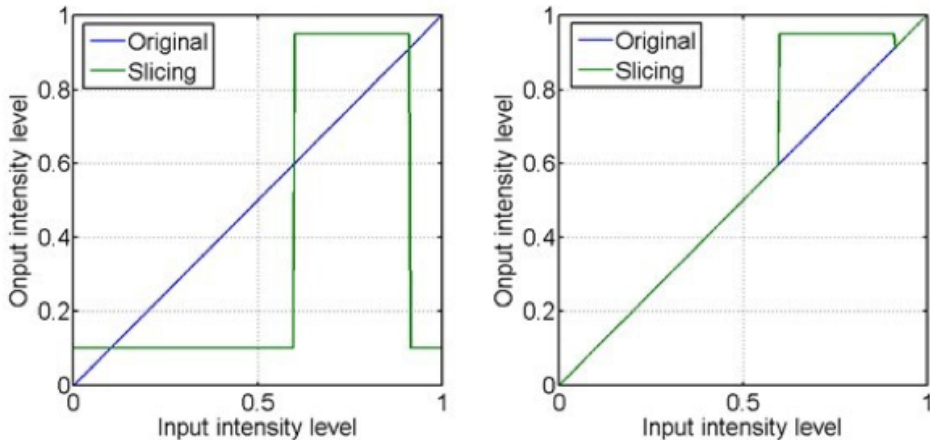 Original
Slicing
1
0.8
0.6
0.4
0.2
0
0
0.5
1
Onput intensity level
Input intensity level
Original
Slicing
1
0.8
0.6
0.4
0.2
0
0
0.5
1
Onput intensity level
Input intensity level